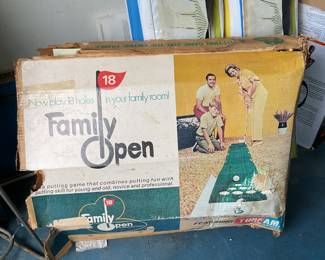 18
Now play 18 holes in your family room!
Family
Open
a putting game that combines putting fun with
putting skill for young and old, novice and professional.
18
Family
Open